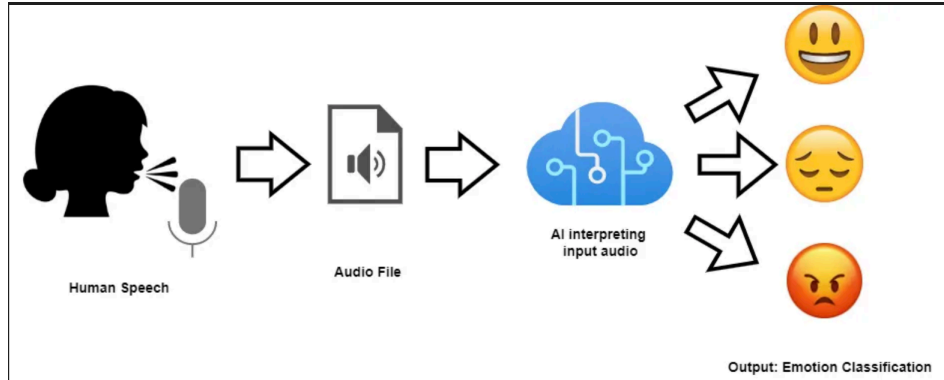 Human Speech
Audio File
AI interpreting
input audio
Output: Emotion Classification